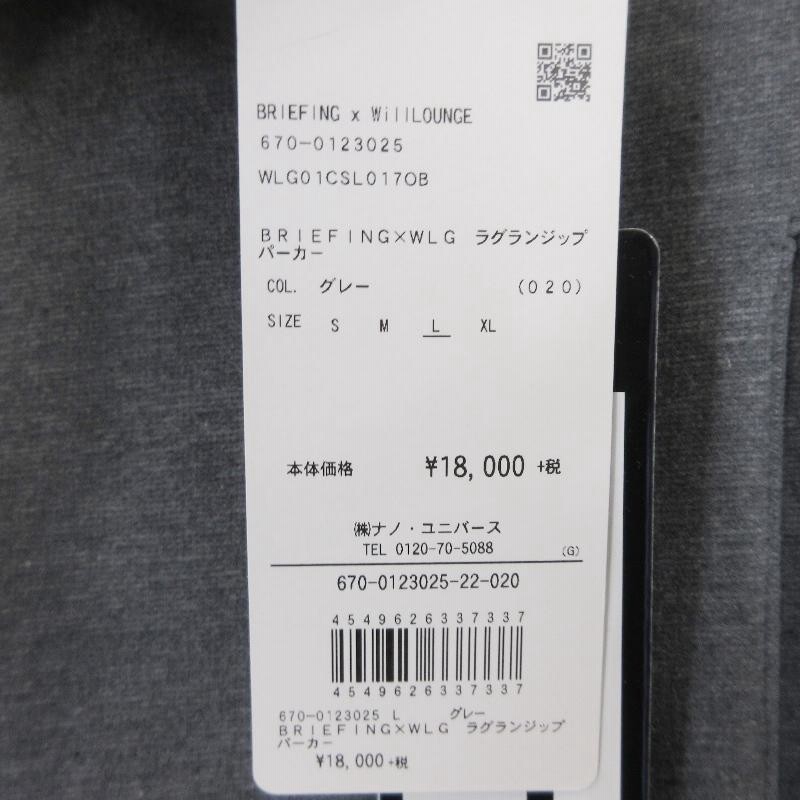 BRIEFING x WillLOUNGE
670-0123025
WLG01CSL0170B
ＢＲＩＥＦＩＮＧ×ＷＬＧ　ラグランジップ
パーカー
COL. グレー (０２０)
SIZE S M L XL
本体価格 ¥18,000 +税
㈱ナノ・ユニバース
TEL 0120-70-5088 (G)
670-0123025-22-020
4549626337337
4549626337337
670-0123025 L グレー
ＢＲＩＥＦＩＮＧ×ＷＬＧ　ラグランジップ
パーカー
¥18,000+税